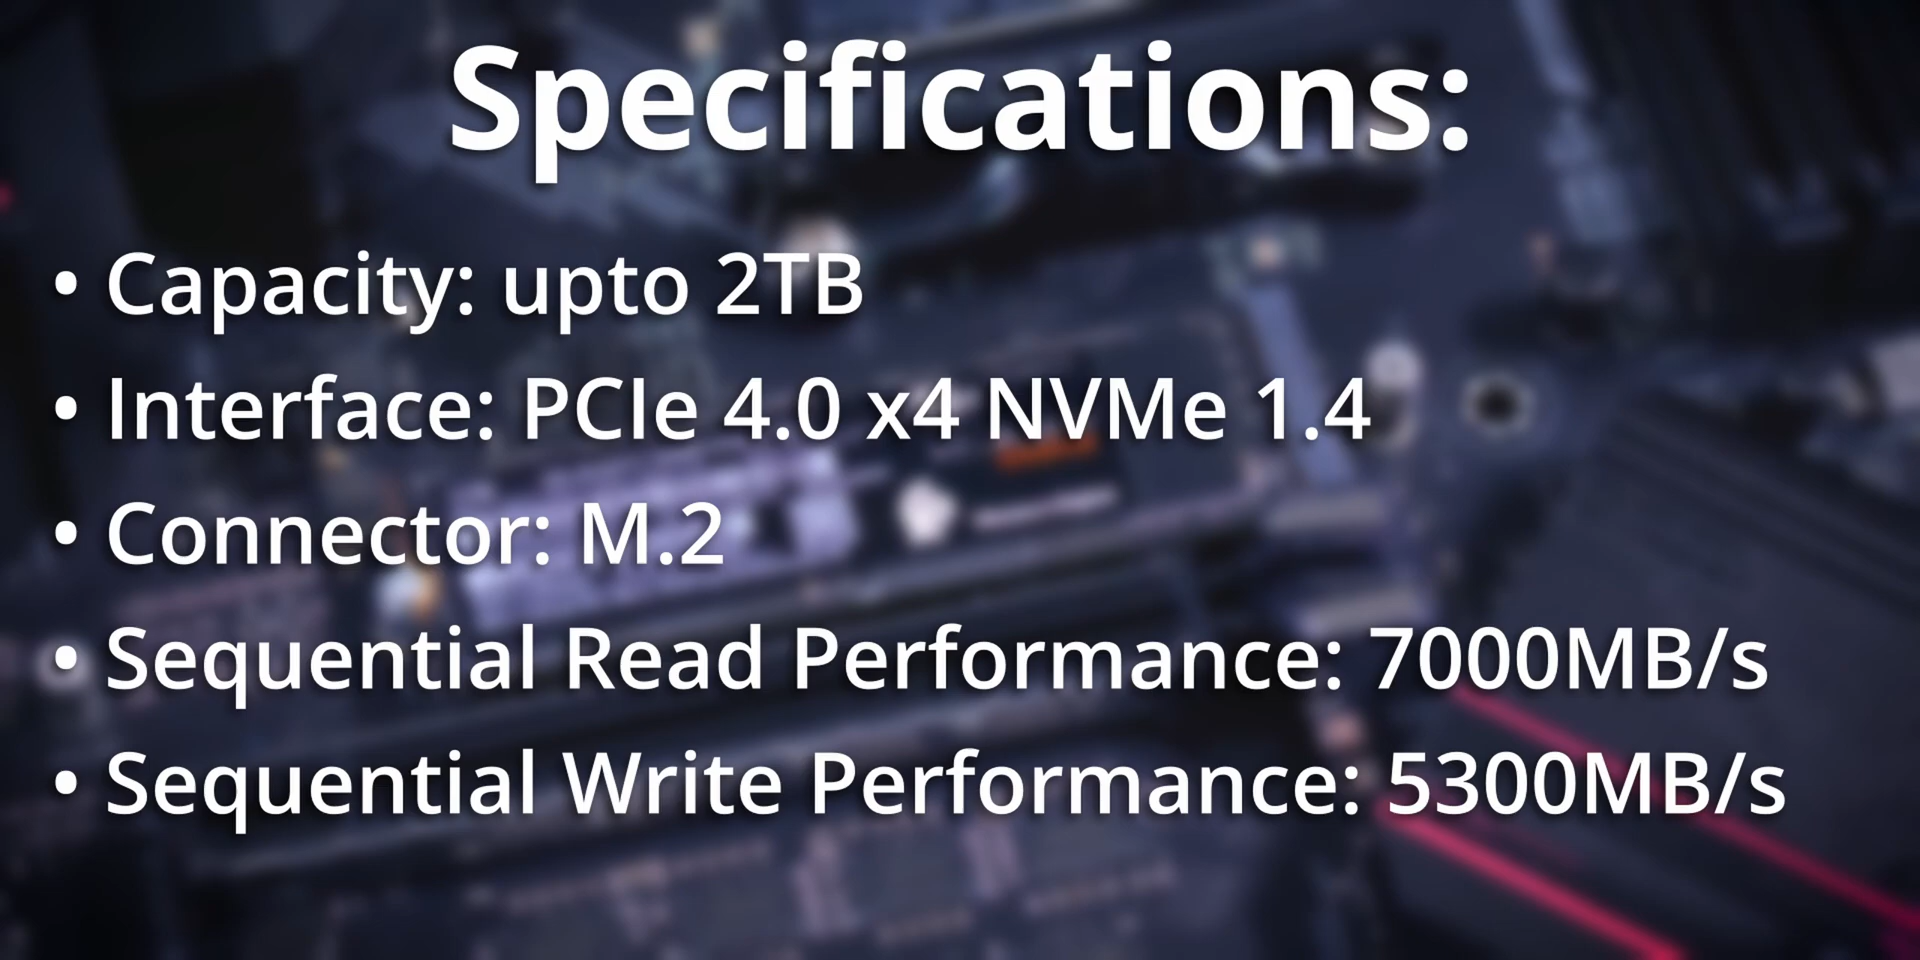 Specifications:
• Capacity: upto 2TB
• Interface: PCIe 4.0 x4 NVMe 1.4
• Connector: M.2
• Sequential Read Performance: 7000MB/s
• Sequential Write Performance: 5300MB/s